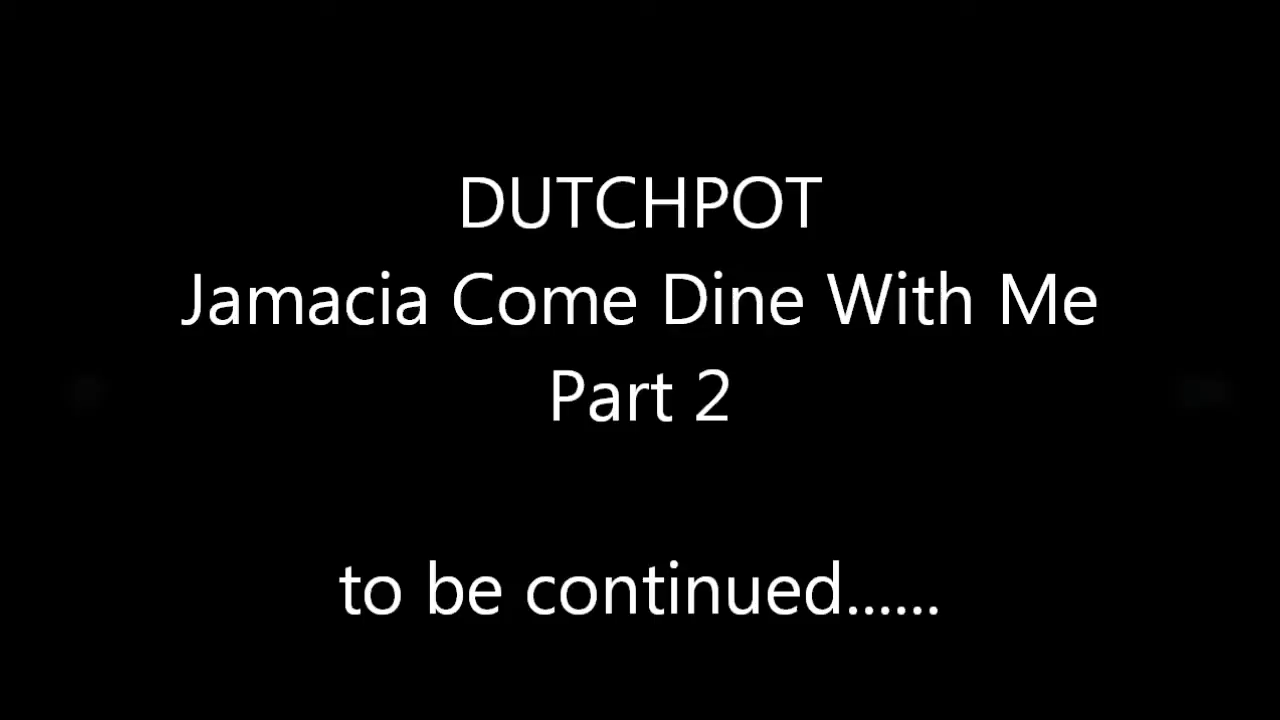 DUTCHPOT
Jamacia Come Dine With Me
Part 2
to be continued......